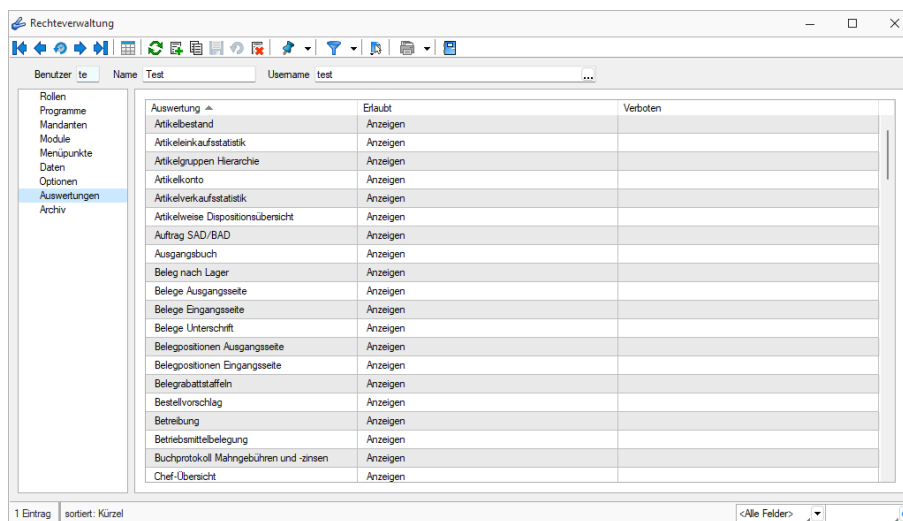 Rechteverwaltung
Benutzer te Name Test Username test ...
Rollen
Programme
Mandanten
Module
Menüpunkte
Daten
Optionen
Auswertungen
Archiv
Auswertung Erlaubt Verboten
Artikelbestand Anzeigen
Artikeleinkaufsstatistik Anzeigen
Artikelgruppen Hierarchie Anzeigen
Artikelkonto Anzeigen
Artikelverkaufsstatistik Anzeigen
Artikelweise Dispositionsübersicht Anzeigen
Auftrag SAD/BAD Anzeigen
Ausgangsbuch Anzeigen
Beleg nach Lager Anzeigen
Belege Ausgangsseite Anzeigen
Belege Eingangsseite Anzeigen
Belege Unterschrift Anzeigen
Belegpositionen Ausgangsseite Anzeigen
Belegpositionen Eingangsseite Anzeigen
Belegrabattstaffeln Anzeigen
Bestellvorschlag Anzeigen
Betreibung Anzeigen
Betriebsmittelbelegung Anzeigen
Buchprotokoll Mahngebühren und -zinsen Anzeigen
Chef-Übersicht Anzeigen
1 Eintrag sortiert: Kürzel <Alle Felder>